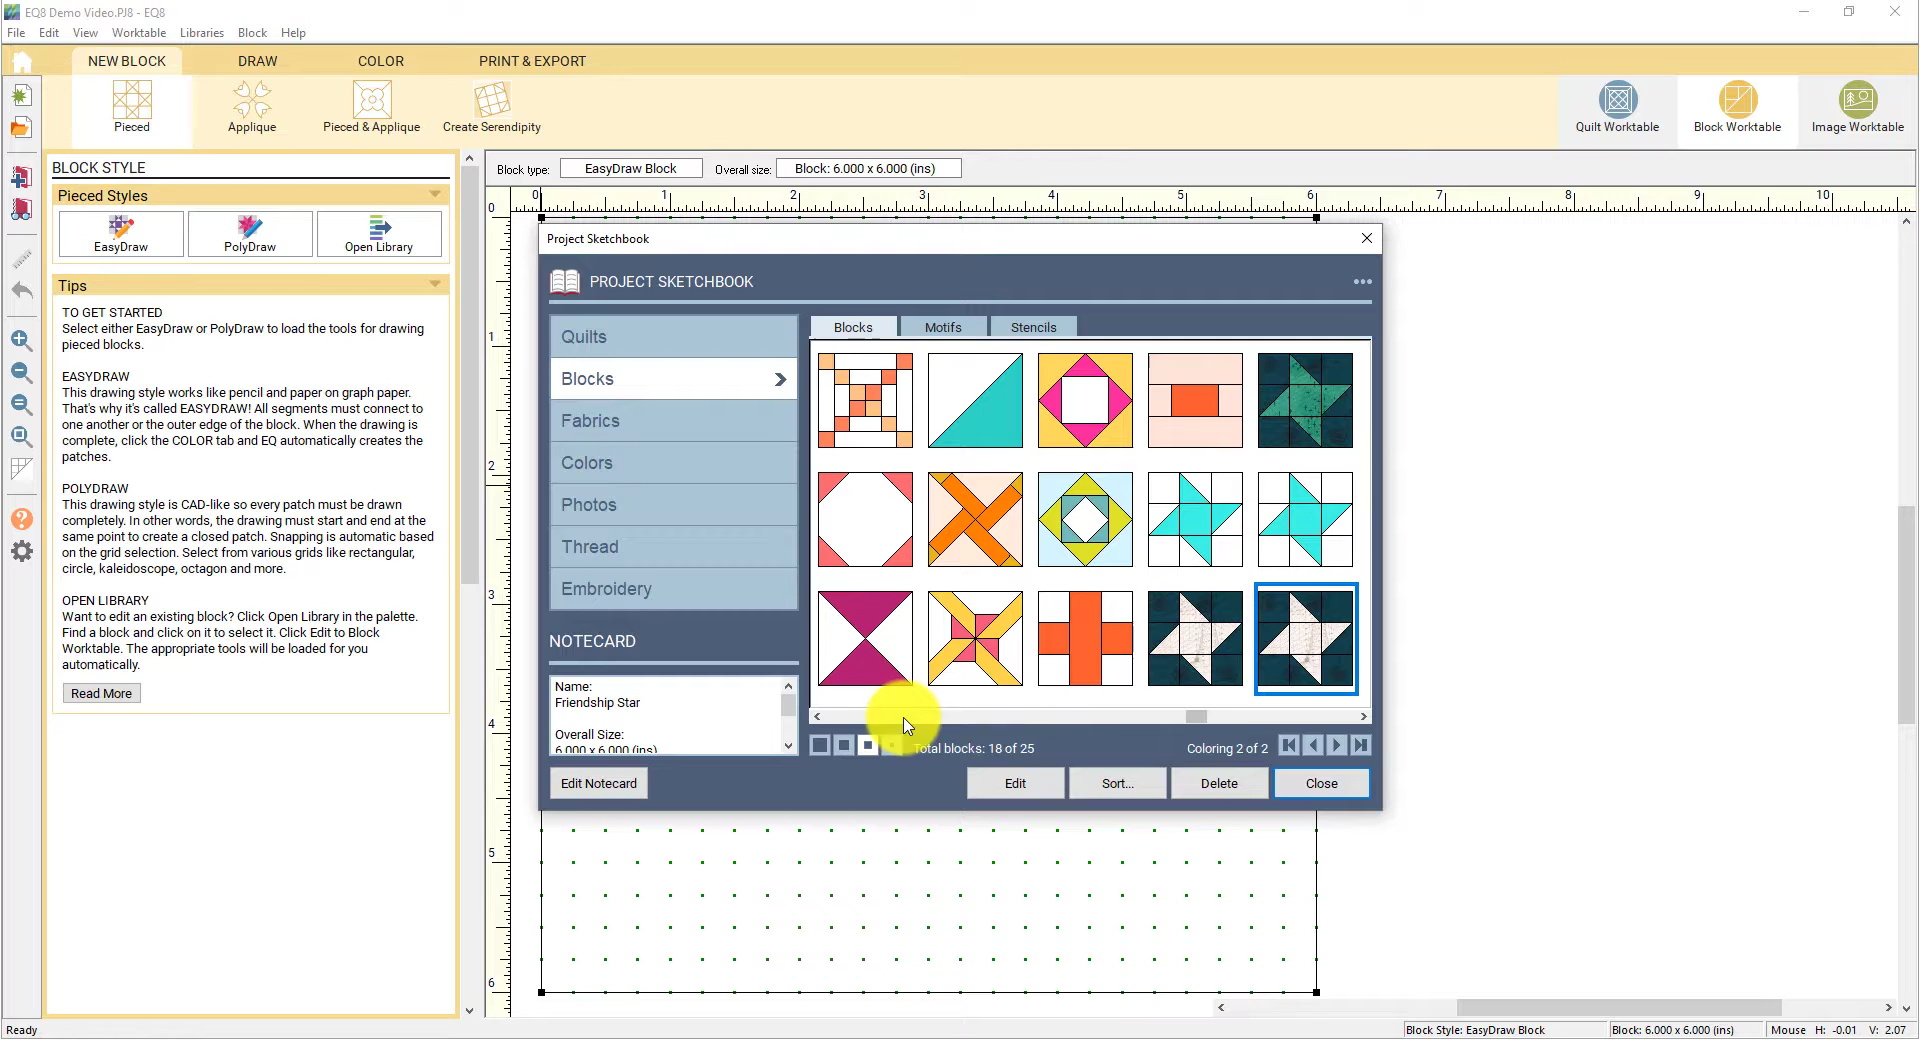 EQ8 Demo Video.PJ8 - EQ8
File Edit View Worktable Libraries Block Help
NEW BLOCK DRAW COLOR PRINT & EXPORT
Pieced Applique Pieced & Applique Create Serendipity Quilt Worktable Block Worktable Image Worktable
BLOCK STYLE
Pieced Styles
EasyDraw PolyDraw Open Library
Tips
TO GET STARTED
Select either EasyDraw or PolyDraw to load the tools for drawing
pieced blocks.
EASYDRAW
This drawing style works like pencil and paper on graph paper.
That's why it's called EASYDRAW! All segments must connect to
one another or the outer edge of the block. When the drawing is
complete, click the COLOR tab and EQ automatically creates the
patches.
POLYDRAW
This drawing style is CAD-like so every patch must be drawn
completely. In other words, the drawing must start and end at the
same point to create a closed patch. Snapping is automatic based
on the grid selection. Select from various grids like rectangular,
circle, kaleidoscope, octagon and more.
OPEN LIBRARY
Want to edit an existing block? Click Open Library in the palette.
Find a block and click on it to select it. Click Edit to Block
Worktable. The appropriate tools will be loaded for you
automatically.
Read More
Block type: EasyDraw Block Overall size: Block: 6.000 x 6.000 (ins)
0 1 2 3 4 5 6 7 8 9 10
0
1
2
3
4
5
6
Project Sketchbook
PROJECT SKETCHBOOK
Quilts
Blocks
Fabrics
Colors
Photos
Thread
Embroidery
Blocks Motifs Stencils
NOTECARD
Name:
Friendship Star
Overall Size:
6.000 x 6.000 (ins)
Total blocks: 18 of 25 Coloring 2 of 2
Edit Notecard Edit Sort... Delete Close
Ready Block Style: EasyDraw Block Block: 6.000 x 6.000 (ins) Mouse H: -0.01 V: 2.07